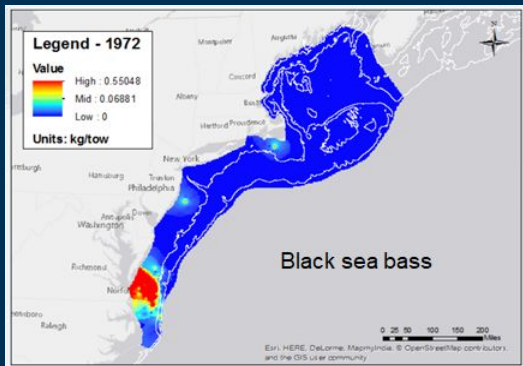 Legend - 1972
Value
High : 0.55048
Mid : 0.06881
Low : 0
Units: kg/tow
Montpelier
Augusta
Concord
Albany
Hartford Providence
New York
Harrisburg
Trenton
Philadelphia
Dover
Annapolis
Washington
Richmond
Norfolk
Raleigh
Black sea bass
0 25 50 100 150 200
Miles
Esri, HERE, DeLorme, MapmyIndia, © OpenStreetMap contributors,
and the GIS user community